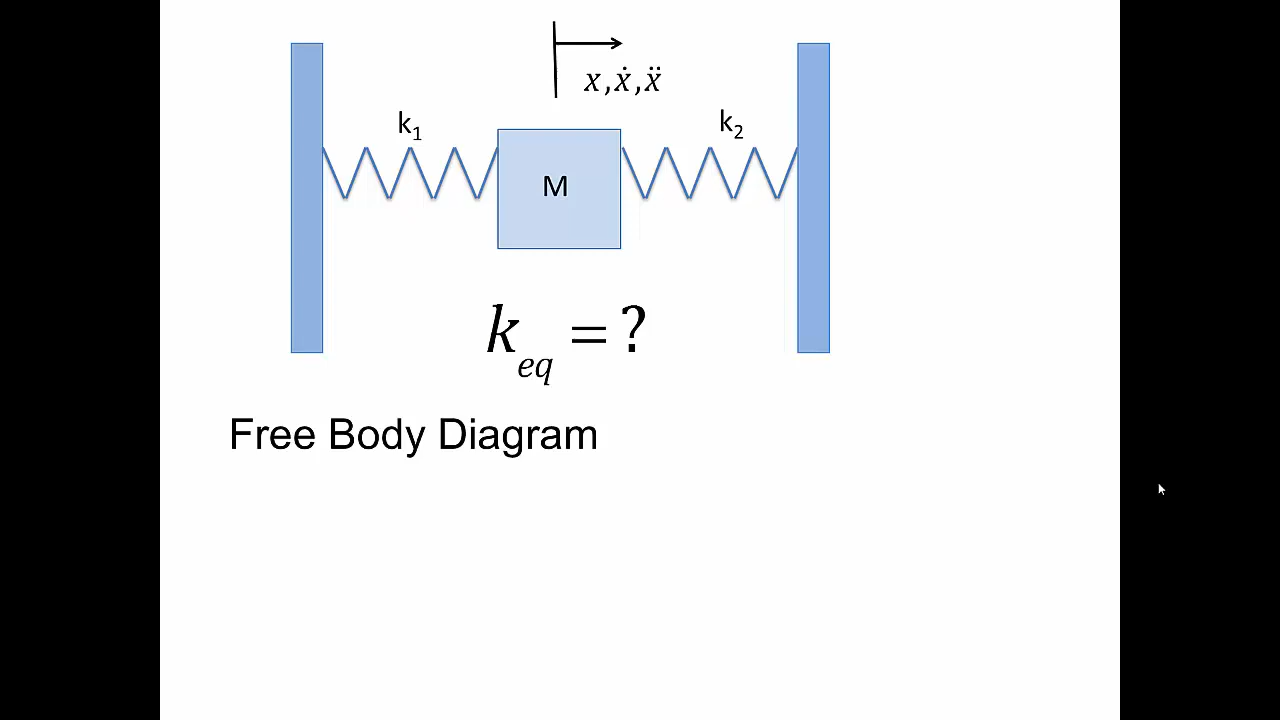 x,ẋ,ẍ
k₁
k₂
M
k_eq = ?
Free Body Diagram